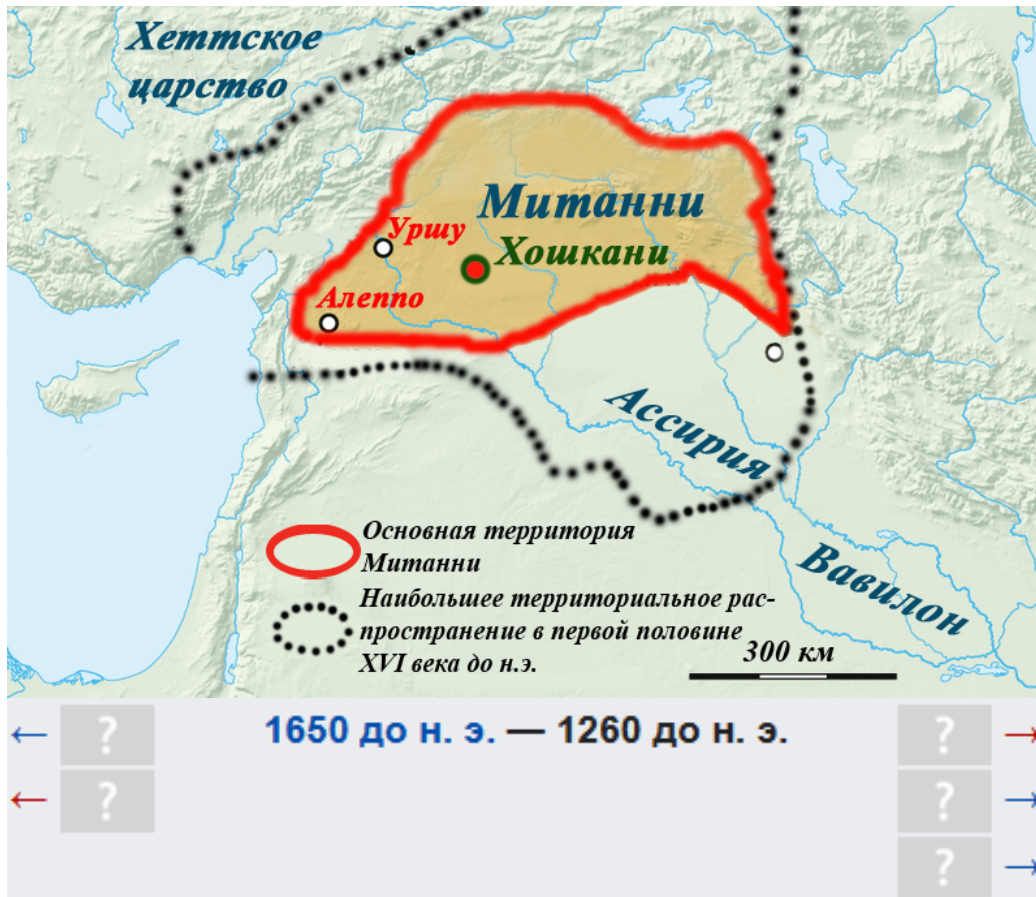 Хеттское
царство
Митанни
Уршу
Хошкани
Алеппо
Ассирия
Основная территория
Митанни
Вавилон
Наибольшее территориальное рас-
пространение в первой половине
XVI века до н.э.
300 км
← ? 1650 до н. э. — 1260 до н. э. ? →
← ? ? →
? →